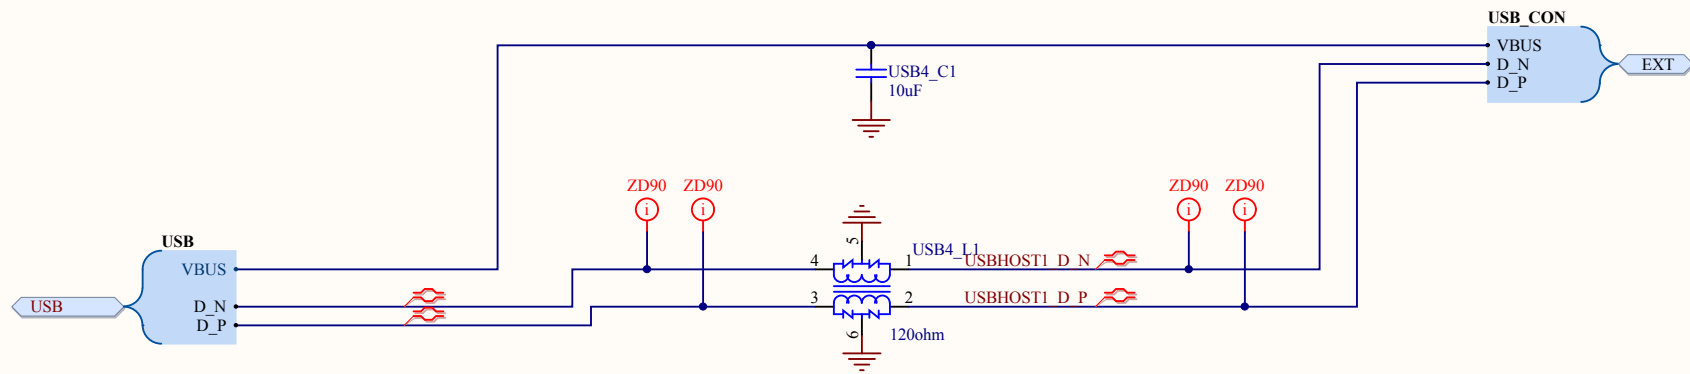 USB_CON
VBUS
D_N
D_P
EXT
USB4_C1
10uF
ZD90
ZD90
ZD90
ZD90
i
i
i
i
USB
VBUS
D_N
D_P
USB
5
4
1
USB4_L1
USBHOST1_D_N
3
2
USBHOST1_D_P
6
120ohm